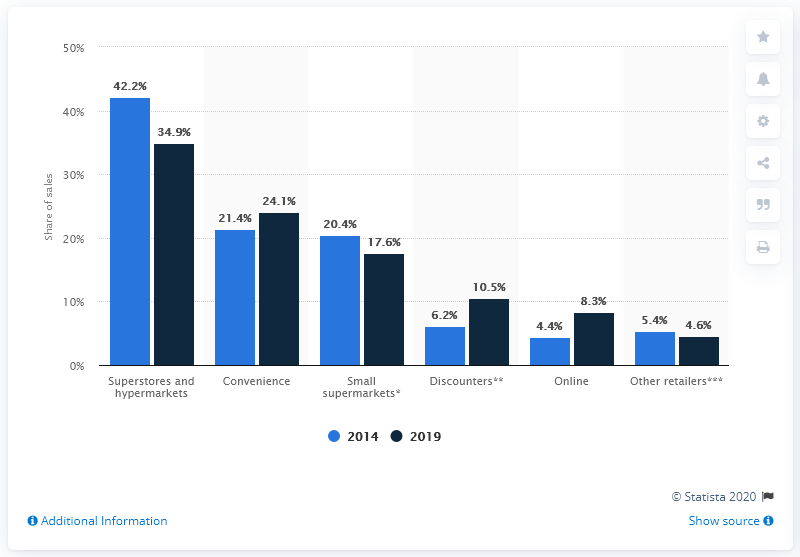 50%
40%
30%
20%
10%
0%
Share of sales
42.2%
34.9%
21.4%
24.1%
20.4%
17.6%
6.2%
10.5%
4.4%
8.3%
5.4%
4.6%
Superstores and
hypermarkets
Convenience
Small
supermarkets*
Discounters**
Online
Other retailers***
2014
2019
© Statista 2020
Additional Information
Show source